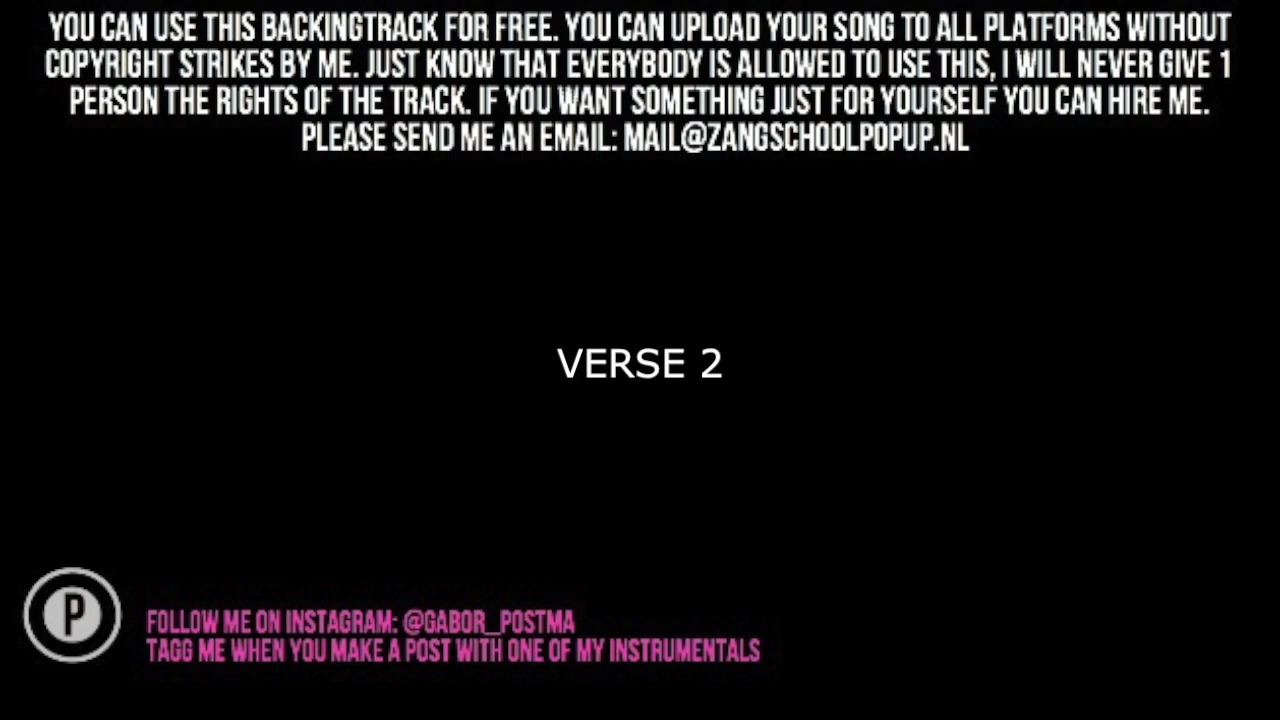 YOU CAN USE THIS BACKINGTRACK FOR FREE. YOU CAN UPLOAD YOUR SONG TO ALL PLATFORMS WITHOUT
COPYRIGHT STRIKES BY ME. JUST KNOW THAT EVERYBODY IS ALLOWED TO USE THIS, I WILL NEVER GIVE 1
PERSON THE RIGHTS OF THE TRACK. IF YOU WANT SOMETHING JUST FOR YOURSELF YOU CAN HIRE ME.
PLEASE SEND ME AN EMAIL: MAIL@ZANGSCHOOLPOPUP.NL
VERSE 2
P
FOLLOW ME ON INSTAGRAM: @GABOR_POSTMA
TAGG ME WHEN YOU MAKE A POST WITH ONE OF MY INSTRUMENTALS